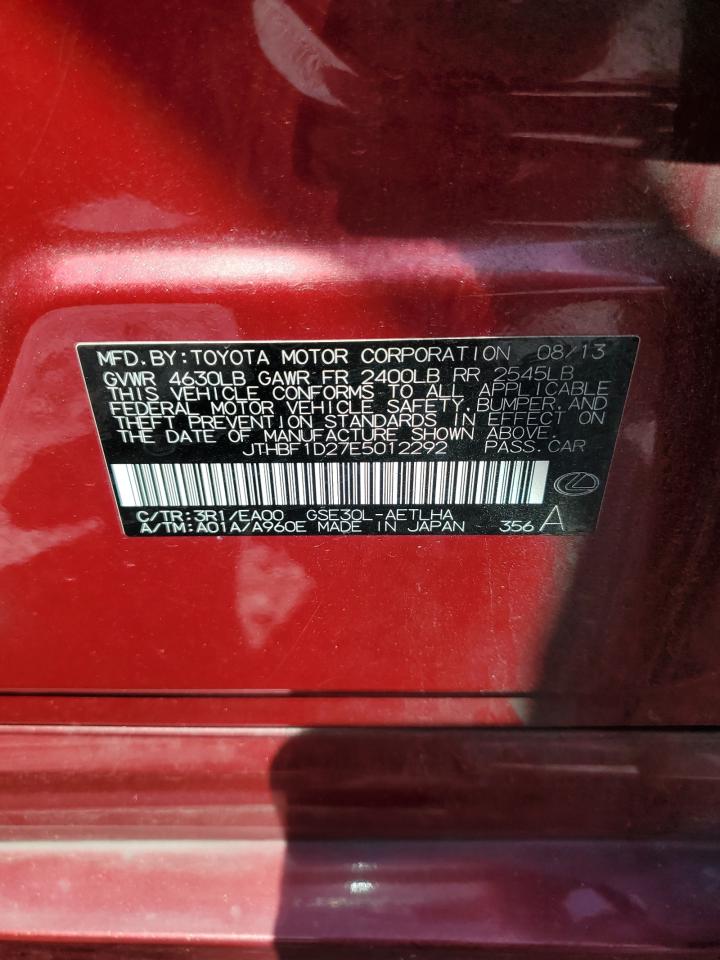 MFD. BY: TOYOTA MOTOR CORPORATION 08/13
GVWR 4630LB GAWR FR 2400LB RR 2545LB
THIS VEHICLE CONFORMS TO ALL APPLICABLE
FEDERAL MOTOR VEHICLE SAFETY, BUMPER, AND
THEFT PREVENTION STANDARDS IN EFFECT ON
THE DATE OF MANUFACTURE SHOWN ABOVE.
JTHBF1D27E5012292 PASS. CAR
C/TR: 3R1/EA00 GSE30L-AETLHA
A/TM: A01A/A960E MADE IN JAPAN 356 A